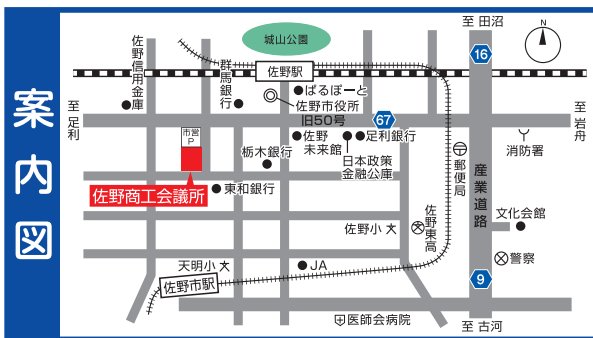 案内図
至 田沼
N
城山公園
16
佐野信用金庫
群馬銀行
佐野駅
ぱるぽーと
佐野市役所
旧50号
67
至 足利
至 岩舟
市営
P
佐野
未来館
足利銀行
日本政策
金融公庫
消防署
栃木銀行
郵便局
産業道路
佐野商工会議所
東和銀行
文化会館
佐野小
佐野東高
天明小
JA
警察
佐野市駅
9
医師会病院
至 古河